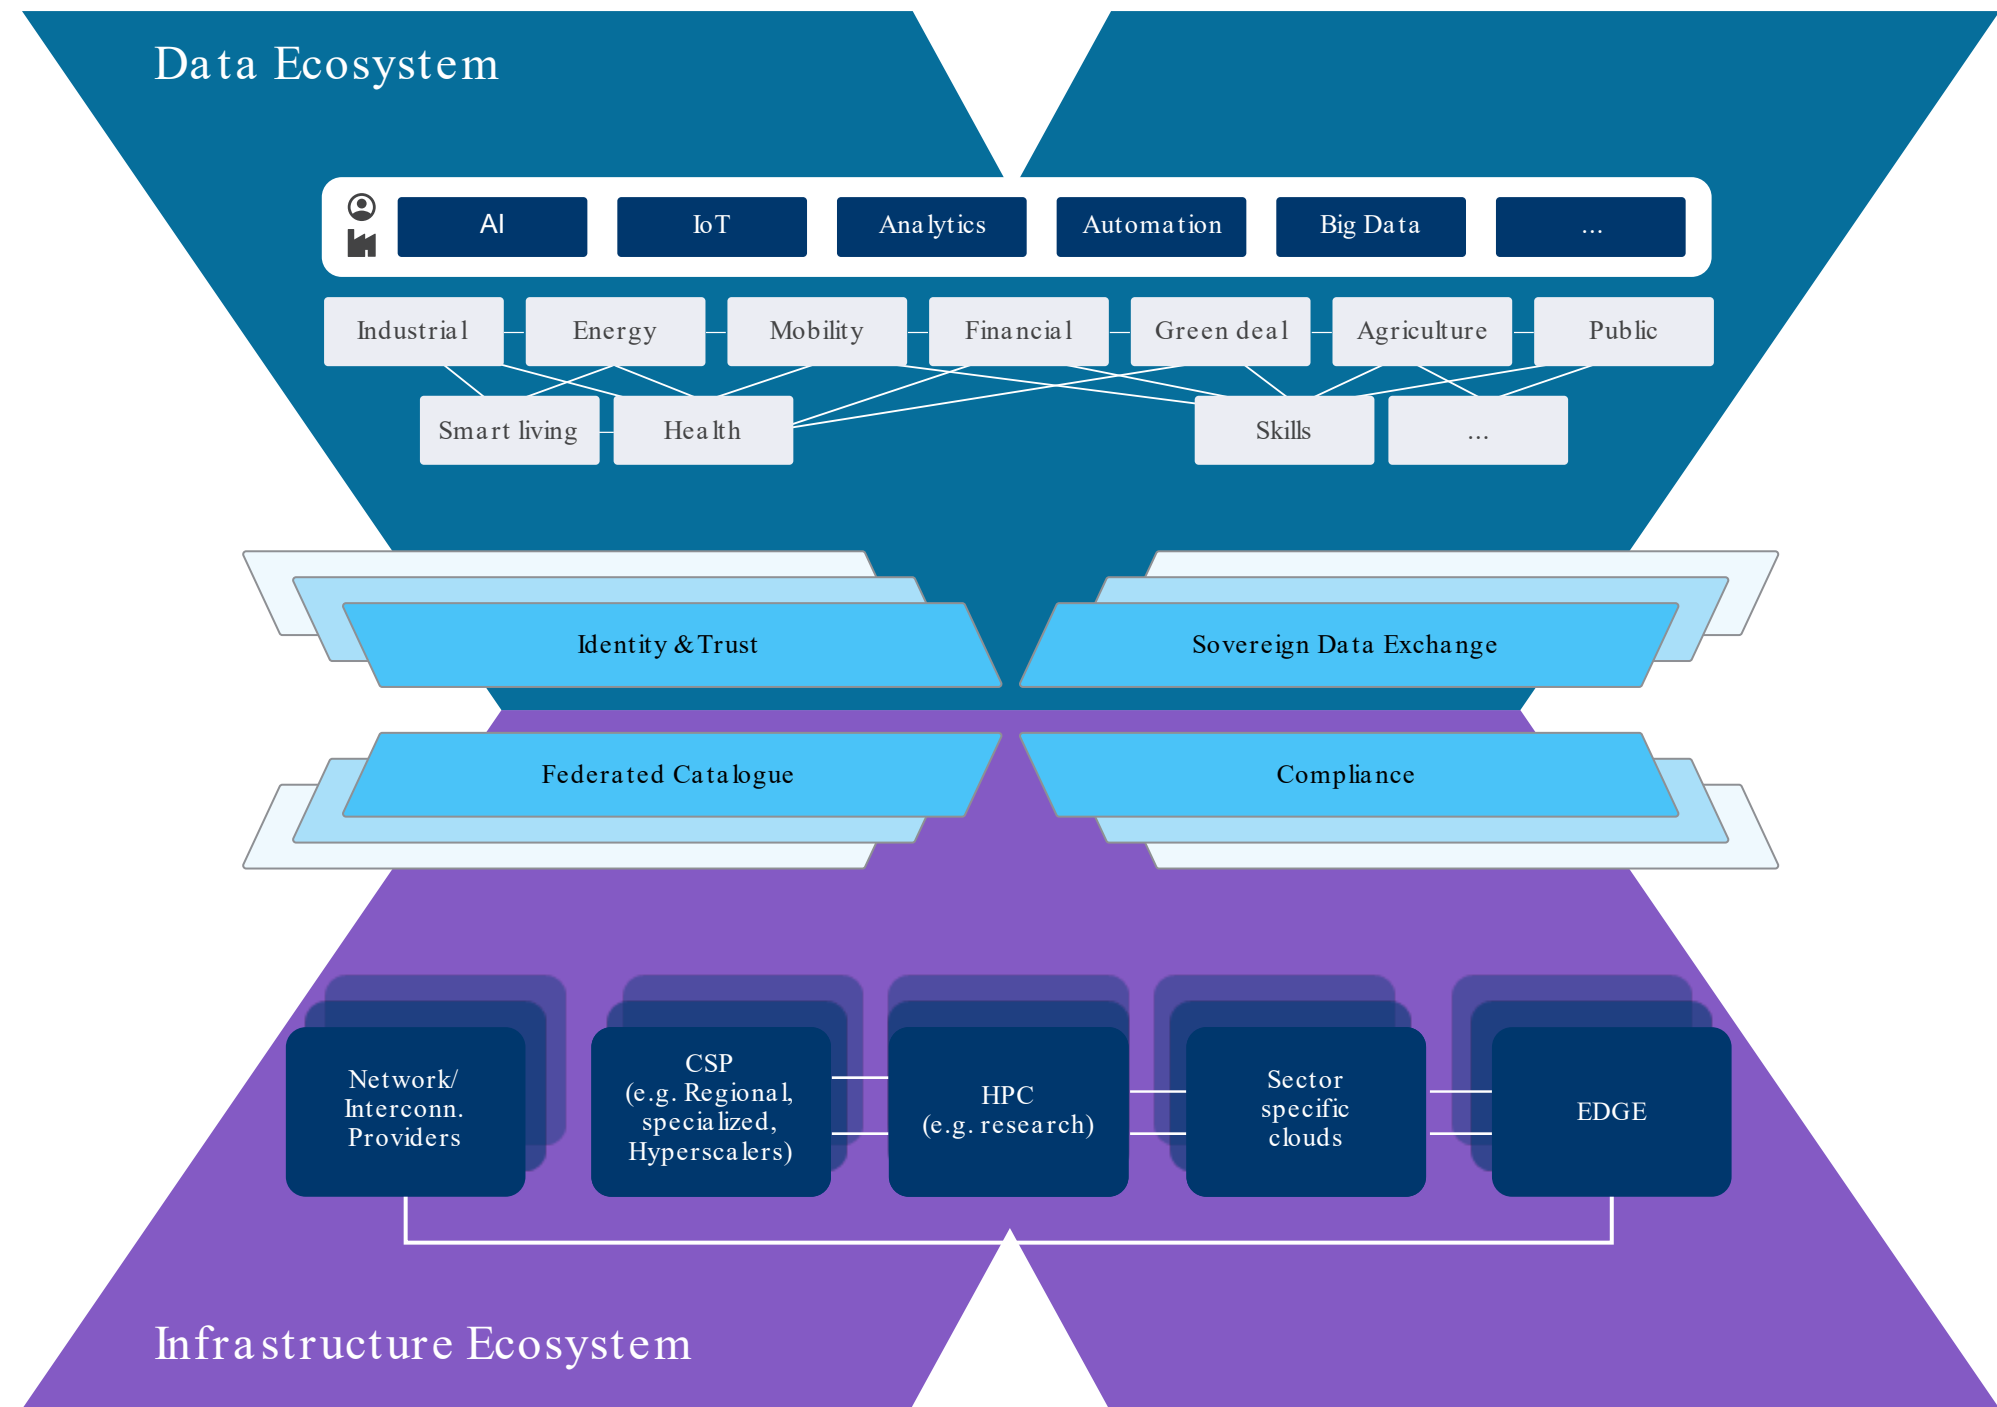 Data Ecosystem
AI
IoT
Analytics
Automation
Big Data
...
Industrial
Energy
Mobility
Financial
Green deal
Agriculture
Public
Smart living
Health
Skills
...
Identity & Trust
Sovereign Data Exchange
Federated Catalogue
Compliance
Network/
Interconn.
Providers
CSP
(e.g. Regional,
specialized,
Hyperscalers)
HPC
(e.g. research)
Sector
specific
clouds
EDGE
Infrastructure Ecosystem